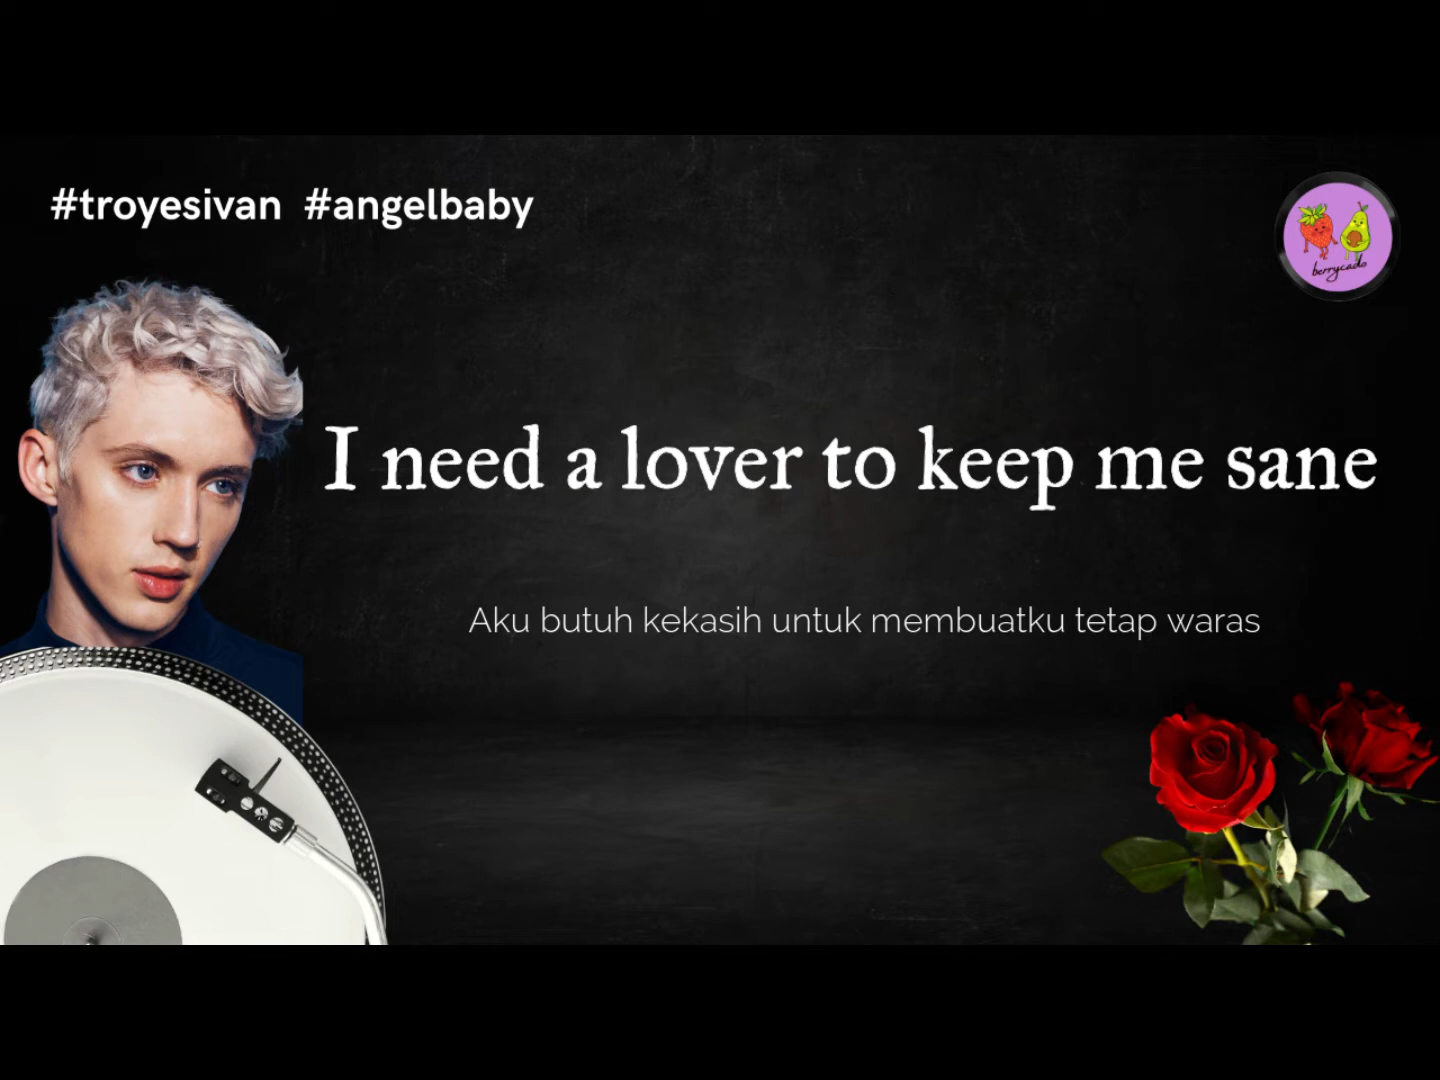 #troyesivan #angelbaby
berrycado
I need a lover to keep me sane
Aku butuh kekasih untuk membuatku tetap waras